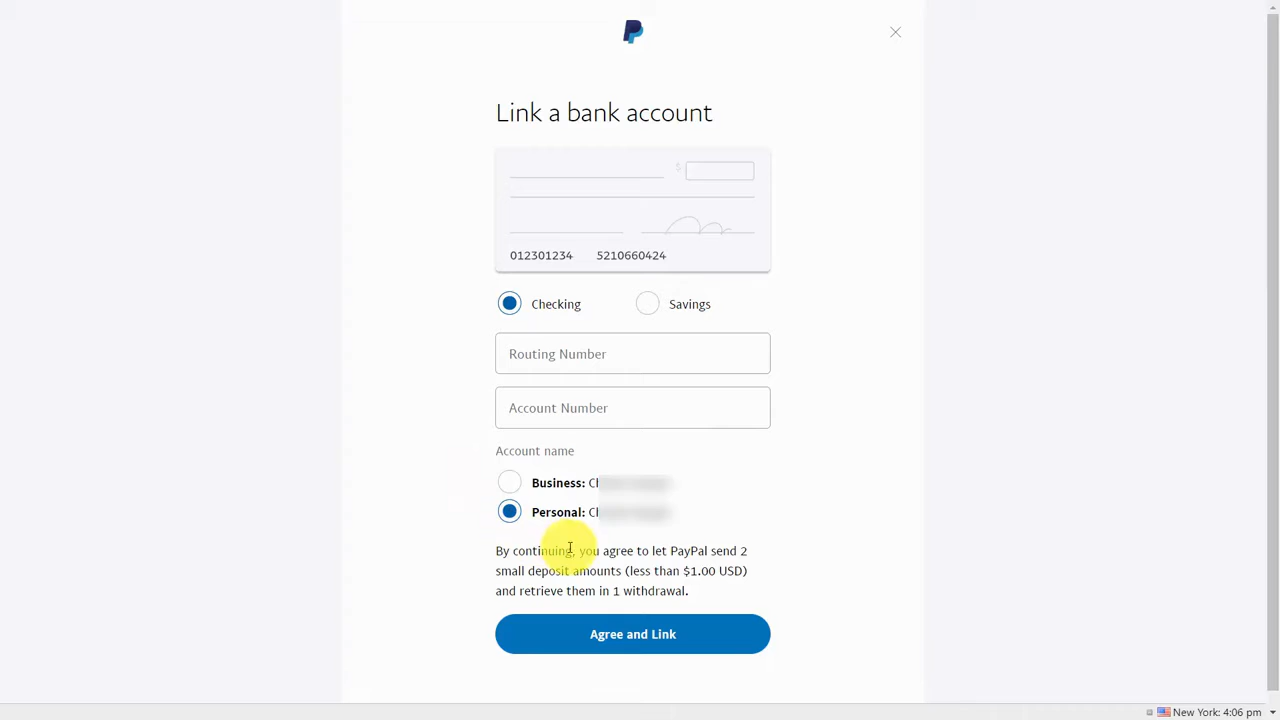 Link a bank account
$
012301234 5210660424
Checking Savings
Routing Number
Account Number
Account name
Business:
Personal:
By continuing, you agree to let PayPal send 2
small deposit amounts (less than $1.00 USD)
and retrieve them in 1 withdrawal.
Agree and Link
New York: 4:06 pm